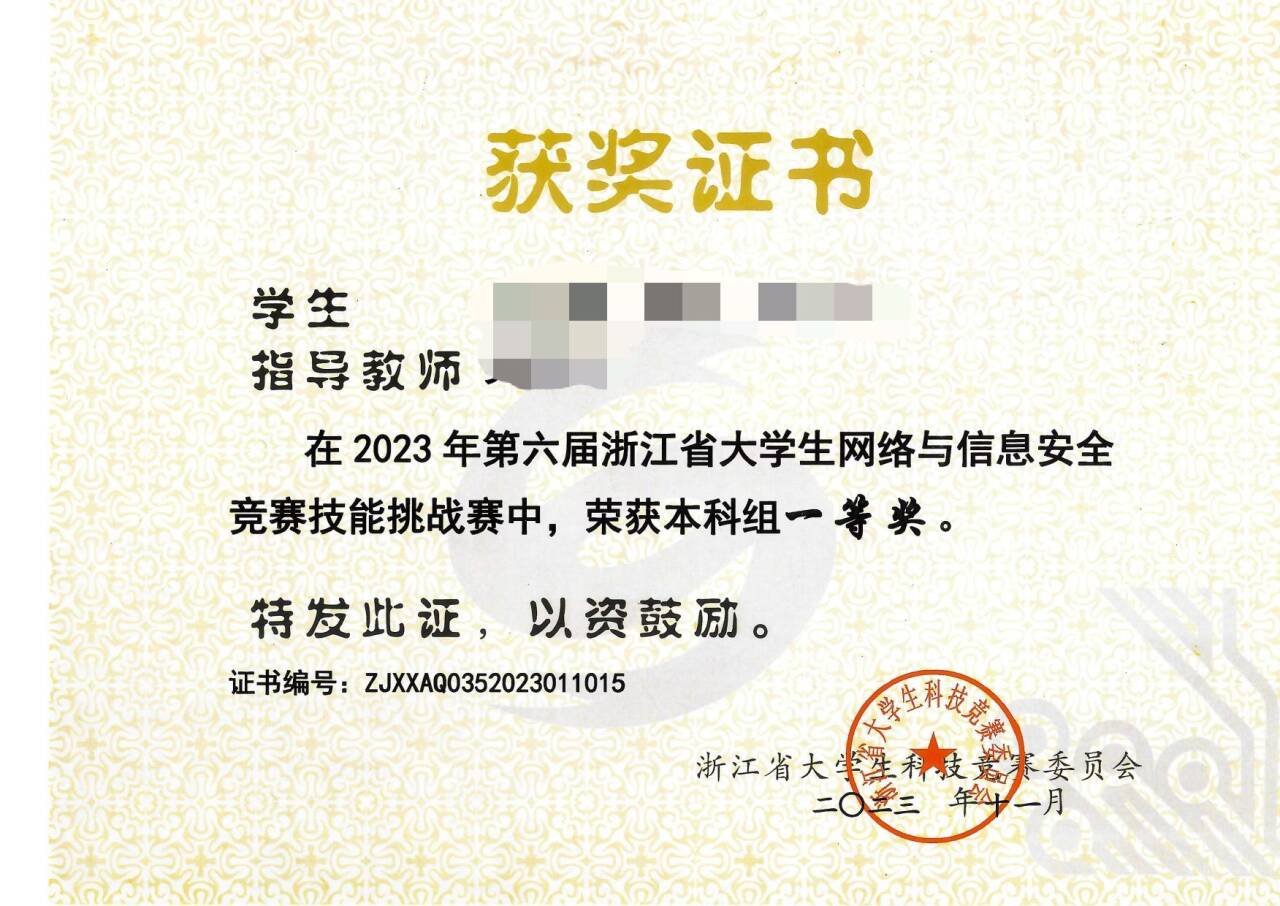 获奖证书
学生
指导教师
在2023年第六届浙江省大学生网络与信息安全
竞赛技能挑战赛中，荣获本科组一等奖。
特发此证，以资鼓励。
证书编号：ZJXXAQ0352023011015
浙江省大学生科技竞赛委员会
浙江省大学生科技竞赛委员会
二〇二三 年十一月